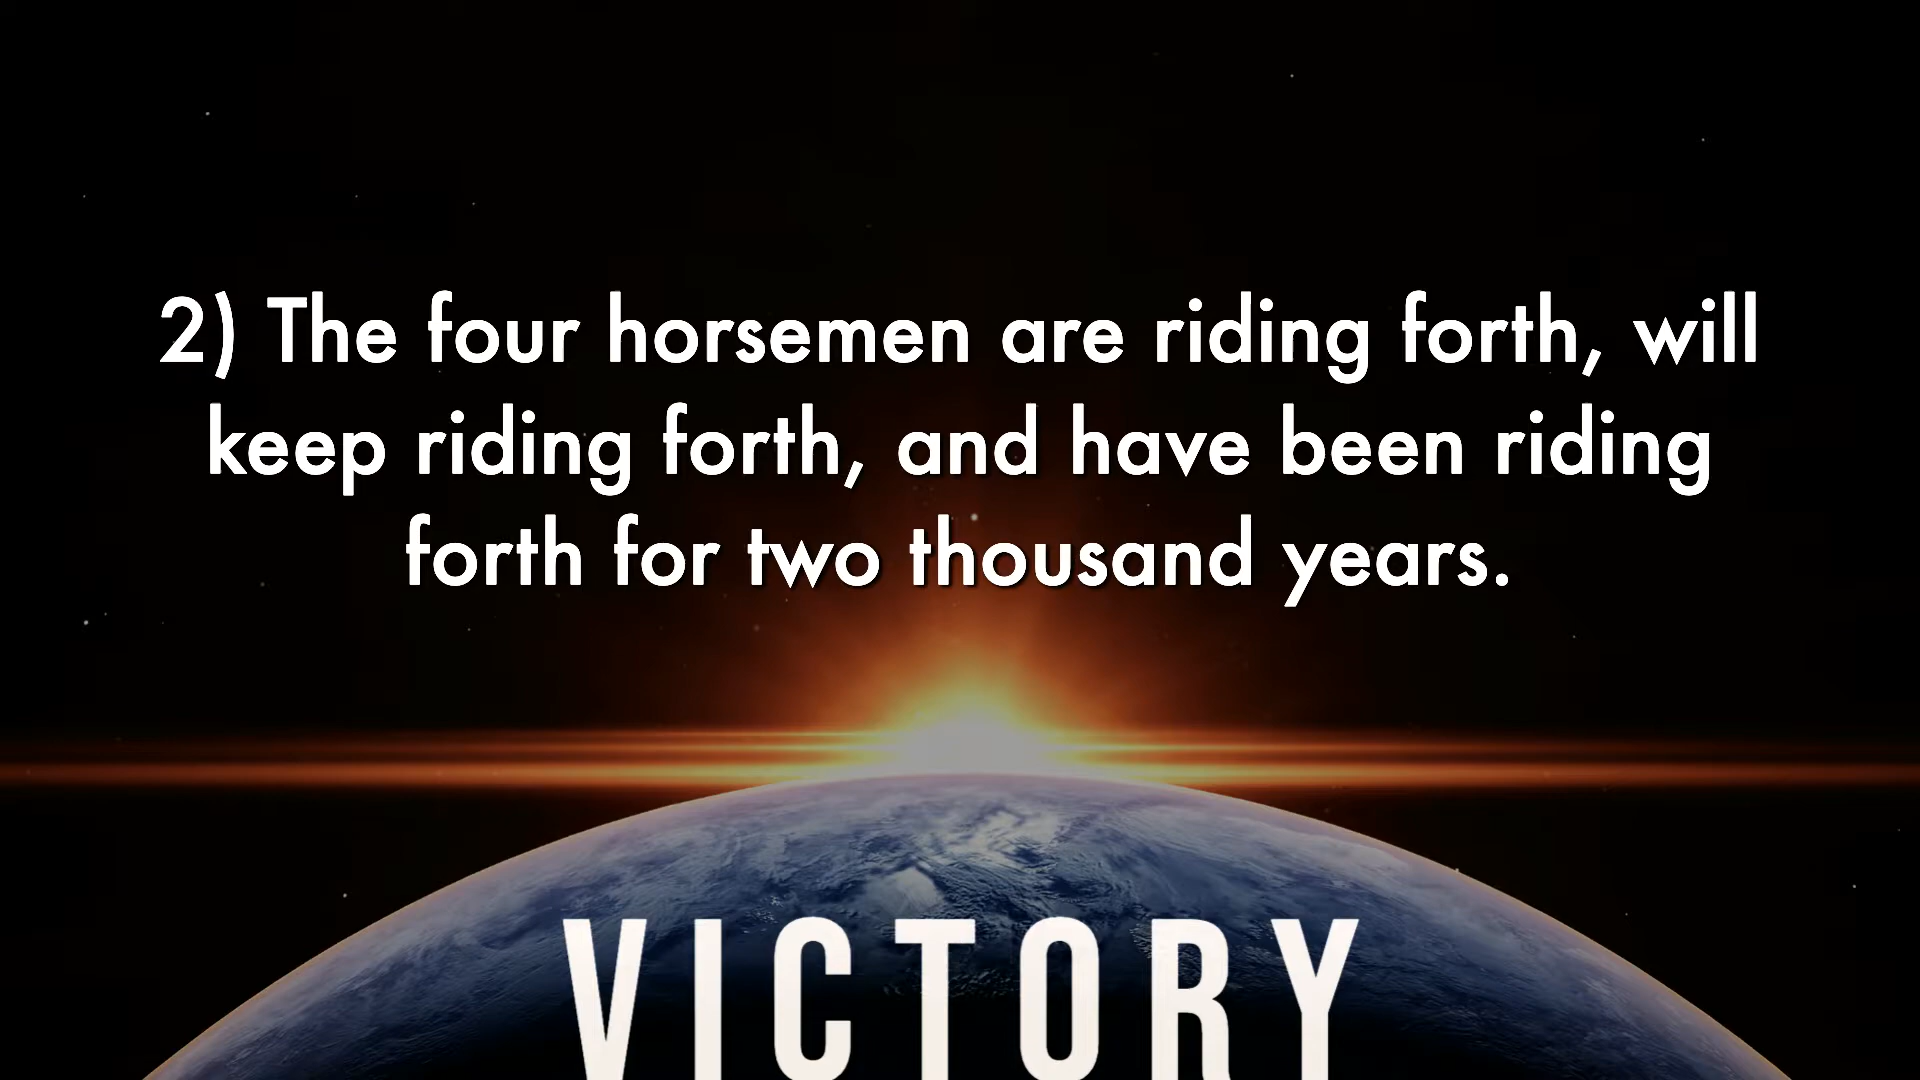 2) The four horsemen are riding forth, will
keep riding forth, and have been riding
forth for two thousand years.
VICTORY